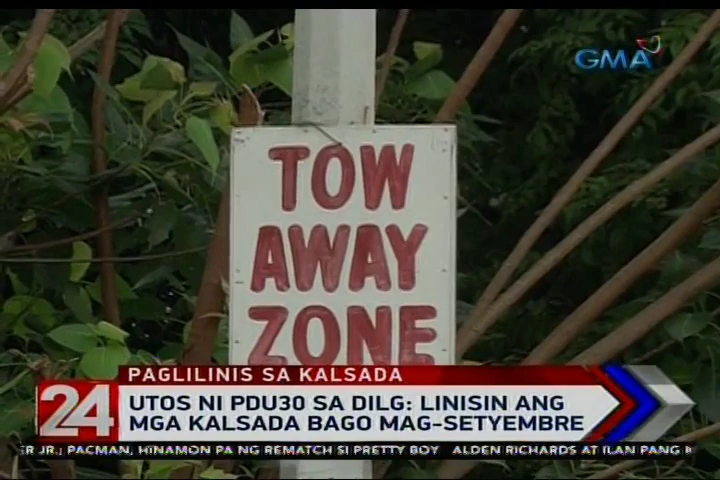 GMA
TOW
AWAY
ZONE
PAGLILINIS SA KALSADA
24
UTOS NI PDU30 SA DILG: LINISIN ANG
MGA KALSADA BAGO MAG-SETYEMBRE
JR.; PACMAN, HINAMON PA NG REMATCH SI PRETTY BOY ALDEN RICHARDS AT ILAN PANG